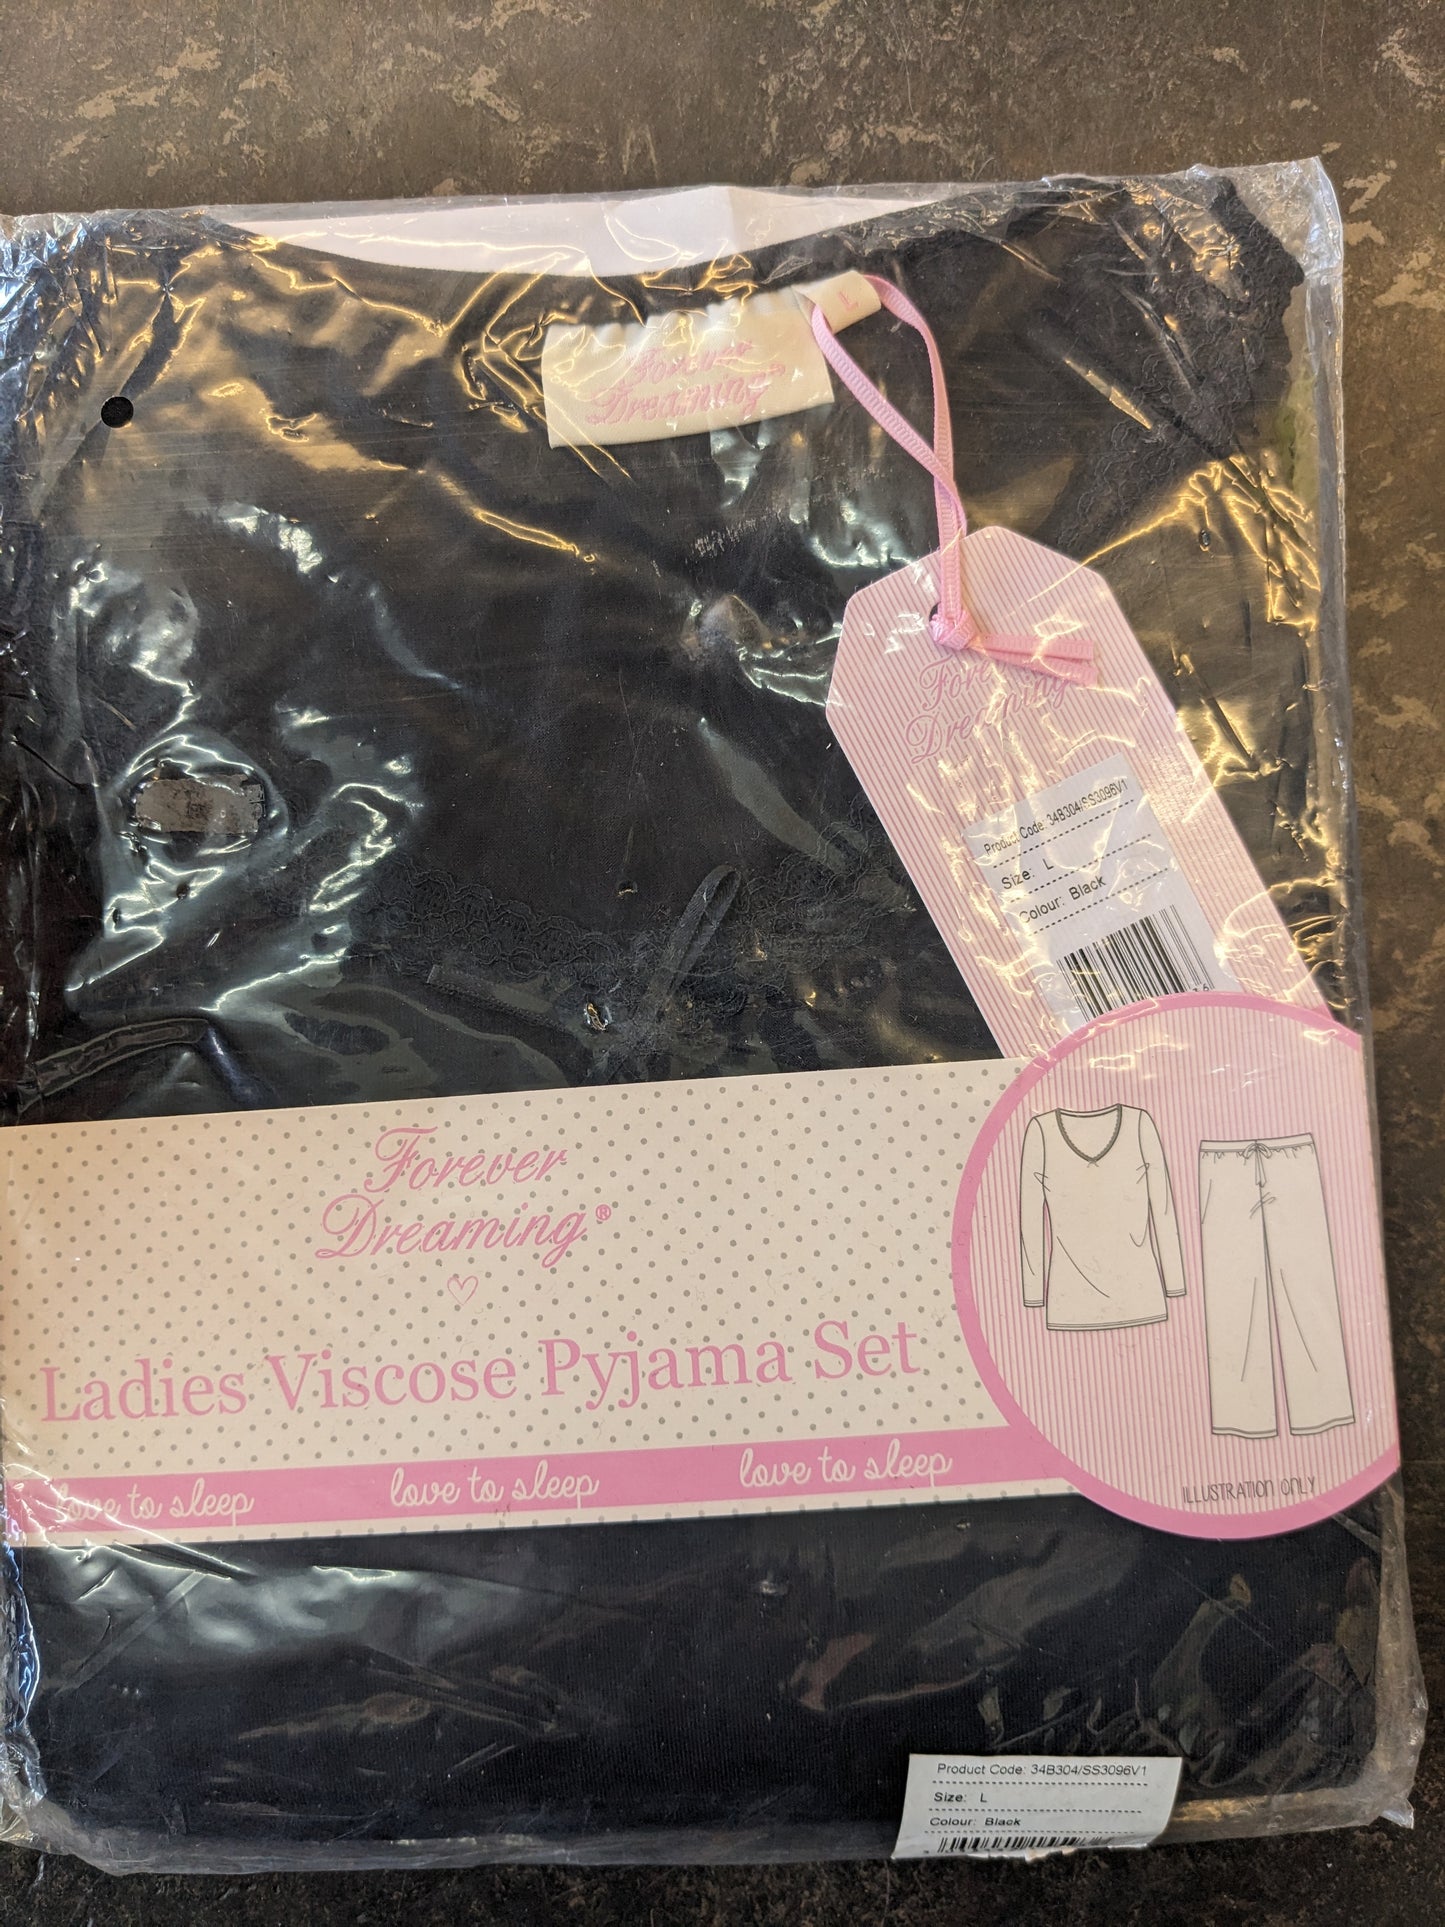 Forever
Dreaming®
L
Dreaming
Product Code: 34B304/SS3096V1
Size: L
Colour: Black
Forever
Dreaming®
Ladies Viscose Pyjama Set
love to sleep love to sleep love to sleep
ILLUSTRATION ONLY
Product Code: 34B304/SS3096V1
Size: L
Colour: Black